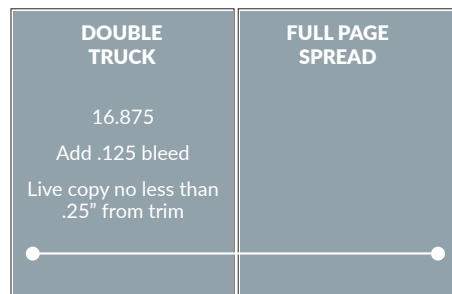 DOUBLE
TRUCK
16.875
Add .125 bleed
Live copy no less than
.25” from trim
FULL PAGE
SPREAD